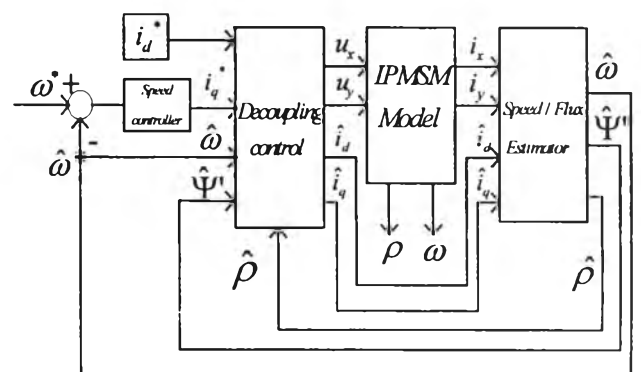 i_d*
ω* +
Speed
controller
i_q*
-
ω̂
ω̂
Ψ̂"
Decoupling
control
ρ̂
u_x
u_y
î_d
î_q
IPMSM
Model
ρ
ω
i_x
i_y
î_d
î_q
Speed / Flux
Estimator
ω̂
Ψ̂"
ρ̂